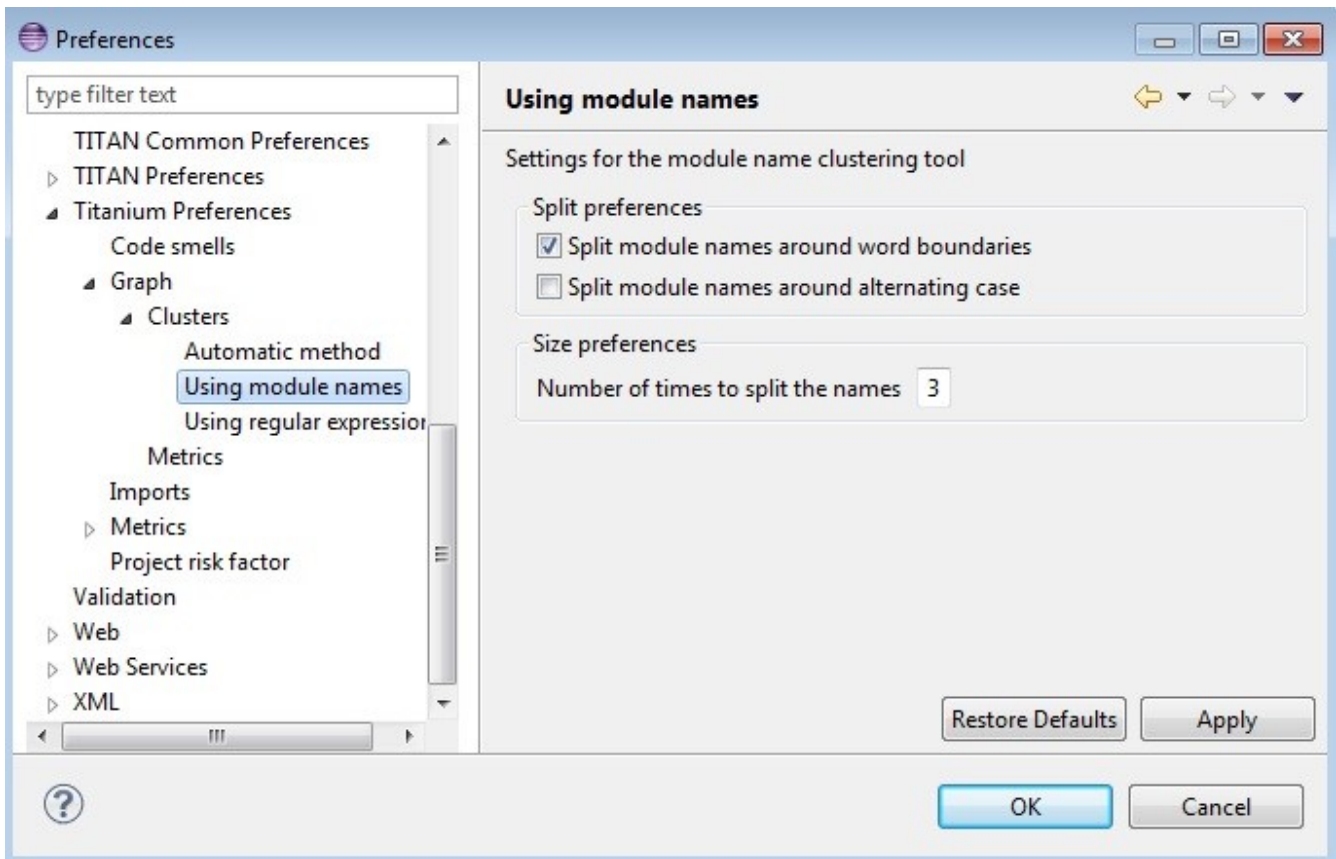 Preferences
type filter text
TITAN Common Preferences
TITAN Preferences
Titanium Preferences
Code smells
Graph
Clusters
Automatic method
Using module names
Using regular expression
Metrics
Imports
Metrics
Project risk factor
Validation
Web
Web Services
XML
Using module names
Settings for the module name clustering tool
Split preferences
Split module names around word boundaries
Split module names around alternating case
Size preferences
Number of times to split the names 3
Restore Defaults Apply
? OK Cancel